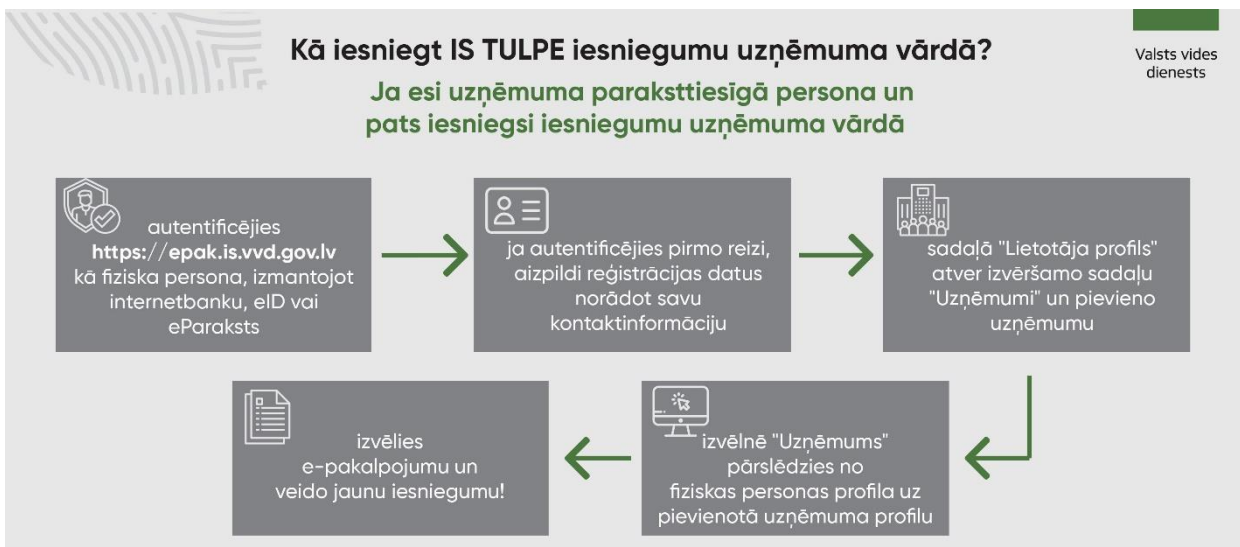 Kā iesniegt IS TULPE iesniegumu uzņēmuma vārdā?
Valsts vides
dienests
Ja esi uzņēmuma paraksttiesīgā persona un
pats iesniegsi iesniegumu uzņēmuma vārdā
autentificējies
https://epak.is.vvd.gov.lv
kā fiziska persona, izmantojot
internetbanku, eID vai
eParaksts
ja autentificējies pirmo reizi,
aizpildi reģistrācijas datus
norādot savu
kontaktinformāciju
sadaļā "Lietotāja profils"
atver izvēršamo sadaļu
"Uzņēmumi" un pievieno
uzņēmumu
izvēlnē "Uzņēmums"
pārslēdzies no
fiziskas personas profila uz
pievienotā uzņēmuma profilu
izvēlies
e-pakalpojumu un
veido jaunu iesniegumu!